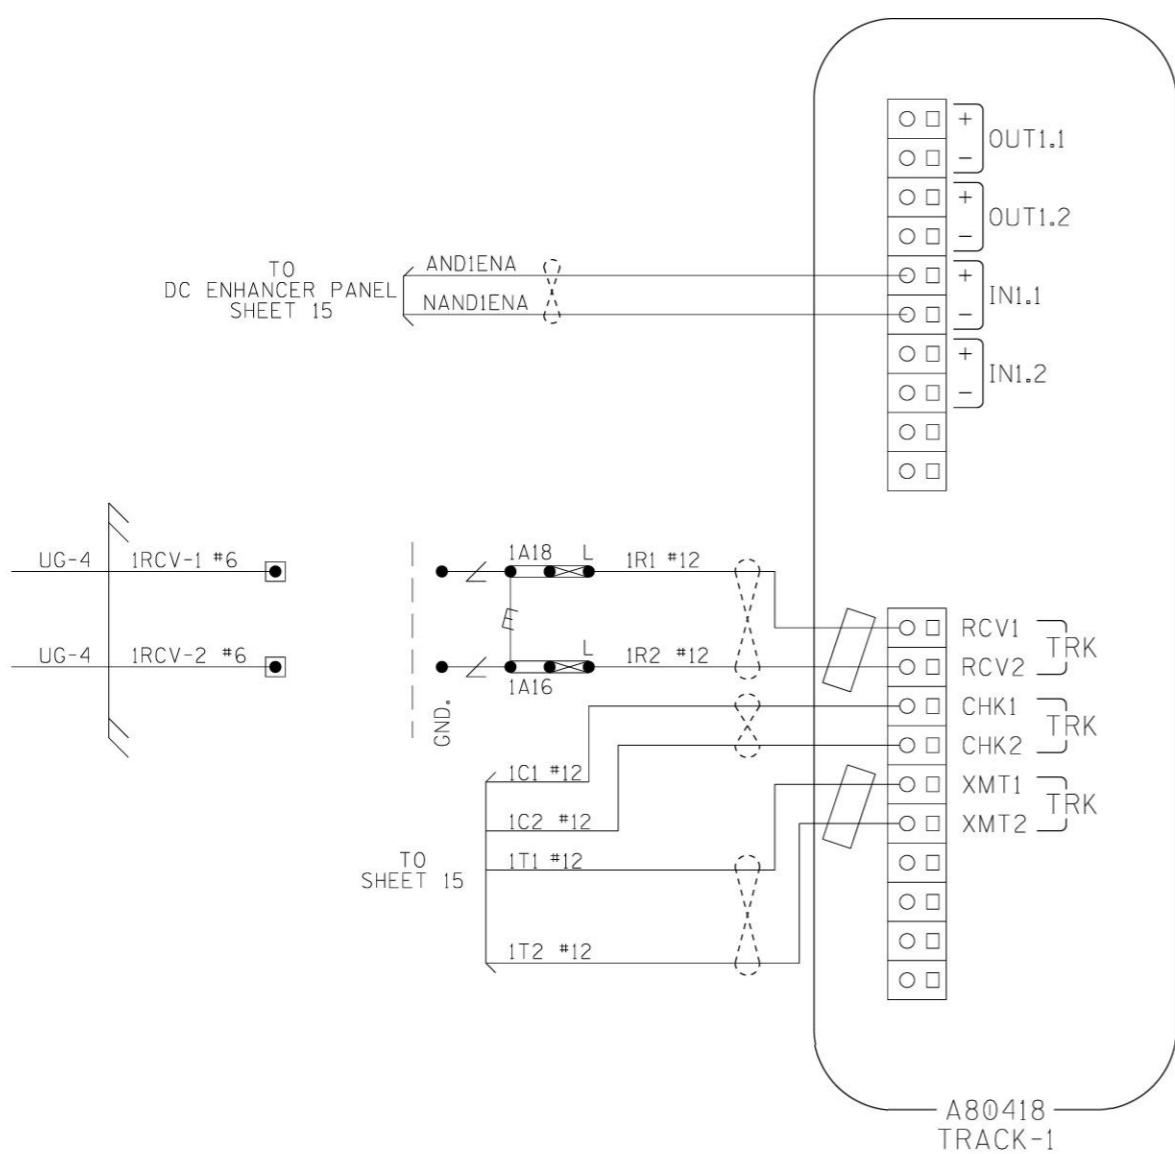 +
OUT1.1
−
+
OUT1.2
−
AND1ENA
TO
DC ENHANCER PANEL
SHEET 15
+
IN1.1
NAND1ENA
−
+
IN1.2
−
UG-4
1RCV-1 #6
1A18
L
1R1 #12
RCV1
TRK
UG-4
1RCV-2 #6
E
L
1R2 #12
RCV2
1A16
GND.
CHK1
TRK
CHK2
1C1 #12
XMT1
TRK
1C2 #12
XMT2
TO
SHEET 15
1T1 #12
1T2 #12
A80418
TRACK-1